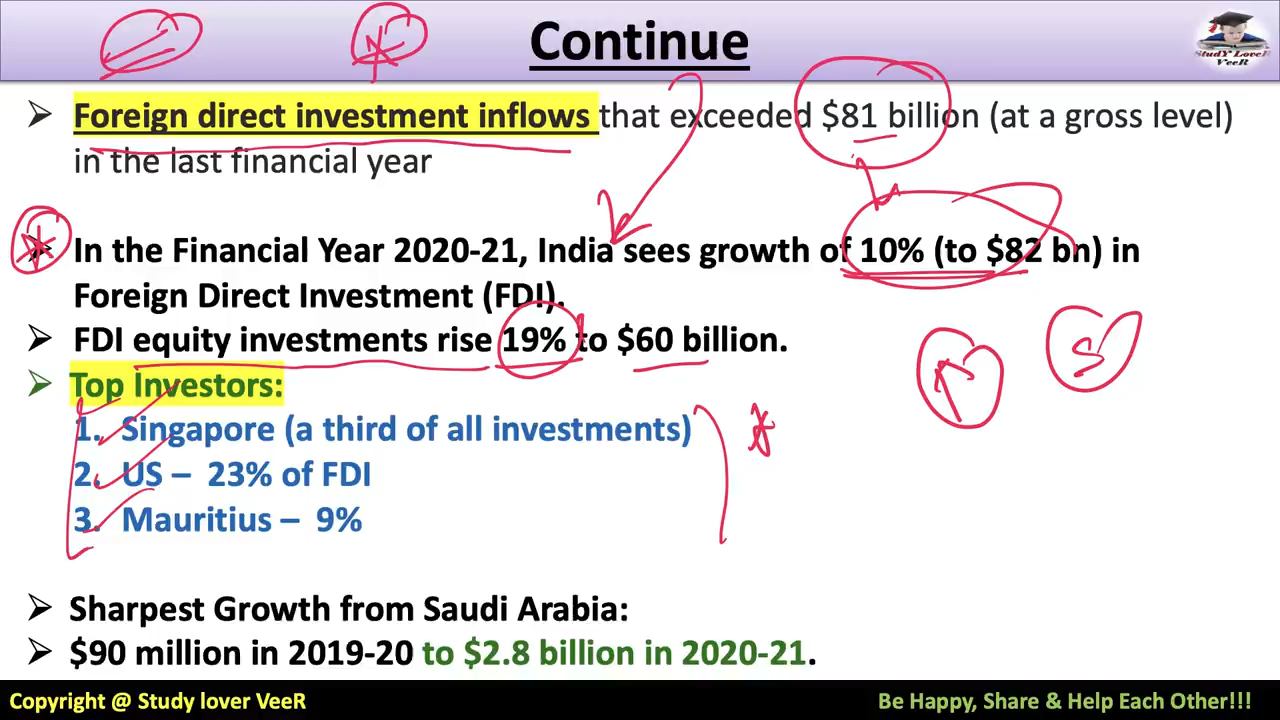 Continue
StudY LoveR
VeeR
➢ Foreign direct investment inflows that exceeded $81 billion (at a gross level)
in the last financial year
➢ In the Financial Year 2020-21, India sees growth of 10% (to $82 bn) in
Foreign Direct Investment (FDI).
➢ FDI equity investments rise 19% to $60 billion.
➢ Top Investors:
1. Singapore (a third of all investments)
2. US – 23% of FDI
3. Mauritius – 9%
➢ Sharpest Growth from Saudi Arabia:
➢ $90 million in 2019-20 to $2.8 billion in 2020-21.
Copyright @ Study lover VeeR
Be Happy, Share & Help Each Other!!!